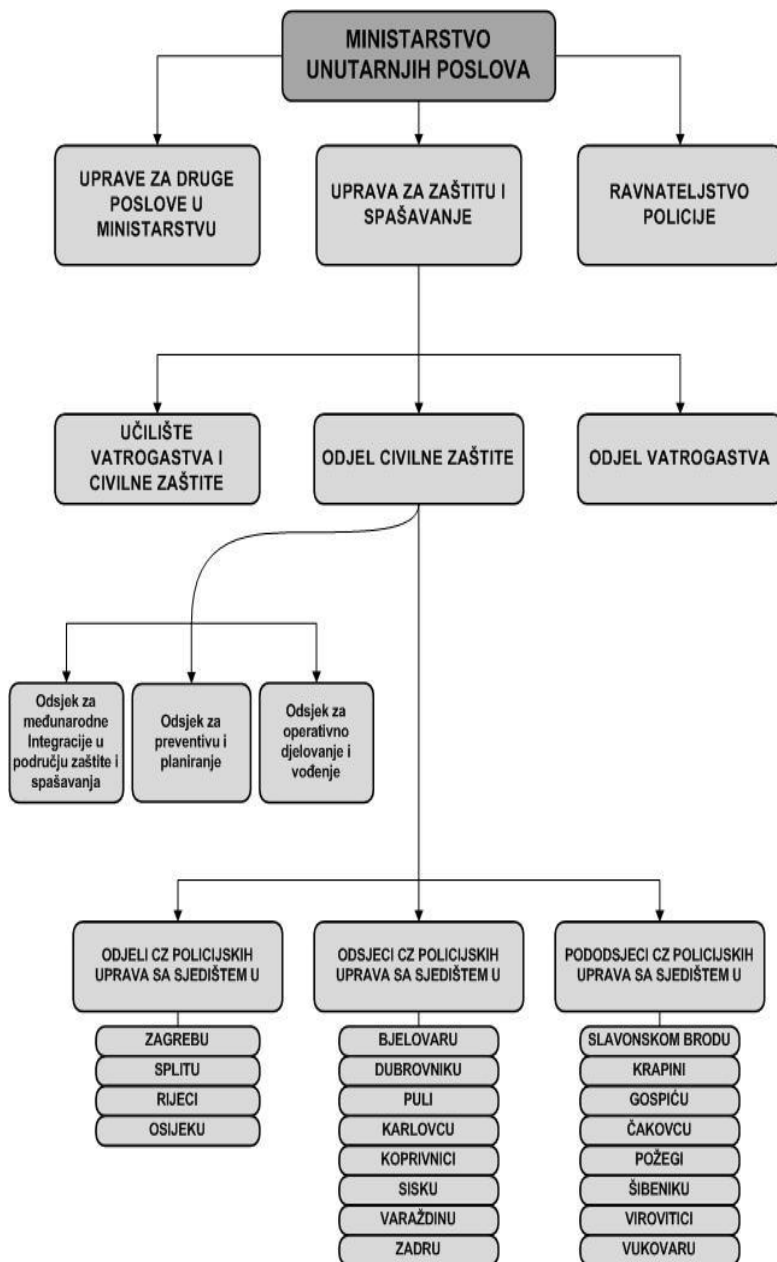 MINISTARSTVO
UNUTARNJIH POSLOVA
UPRAVE ZA DRUGE
POSLOVE U
MINISTARSTVU
UPRAVA ZA ZAŠTITU I
SPAŠAVANJE
RAVNATELJSTVO
POLICIJE
UČILIŠTE
VATROGASTVA I
CIVILNE ZAŠTITE
ODJEL CIVILNE ZAŠTITE
ODJEL VATROGASTVA
Odsjek za
međunarodne
Integracije u
području zaštite i
spašavanja
Odsjek za
preventivu i
planiranje
Odsjek za
operativno
djelovanje i
vođenje
ODJELI CZ POLICIJSKIH
UPRAVA SA SJEDIŠTEM U
ZAGREBU
SPLITU
RIJECI
OSIJEKU
ODSJECI CZ POLICIJSKIH
UPRAVA SA SJEDIŠTEM U
BJELOVARU
DUBROVNIKU
PULI
KARLOVCU
KOPRIVNICI
SISKU
VARAŽDINU
ZADRU
PODODSJECI CZ POLICIJSKIH
UPRAVA SA SJEDIŠTEM U
SLAVONSKOM BRODU
KRAPINI
GOSPIĆU
ČAKOVCU
POŽEGI
ŠIBENIKU
VIROVITICI
VUKOVARU